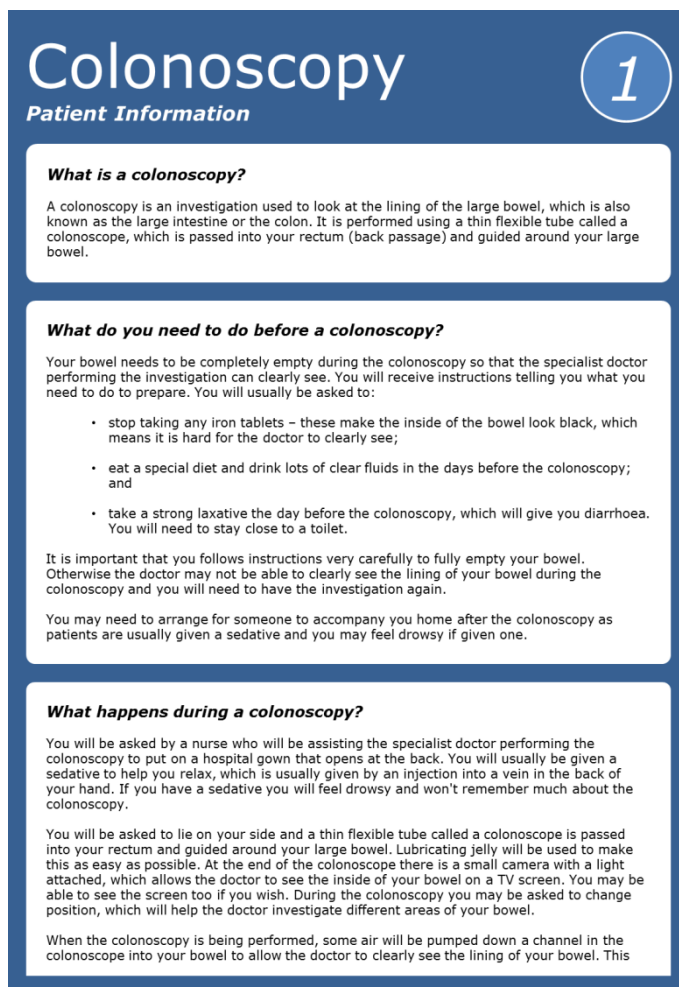 Colonoscopy
1
Patient Information
What is a colonoscopy?
A colonoscopy is an investigation used to look at the lining of the large bowel, which is also
known as the large intestine or the colon. It is performed using a thin flexible tube called a
colonoscope, which is passed into your rectum (back passage) and guided around your large
bowel.
What do you need to do before a colonoscopy?
Your bowel needs to be completely empty during the colonoscopy so that the specialist doctor
performing the investigation can clearly see. You will receive instructions telling you what you
need to do to prepare. You will usually be asked to:
• stop taking any iron tablets – these make the inside of the bowel look black, which
means it is hard for the doctor to clearly see;
• eat a special diet and drink lots of clear fluids in the days before the colonoscopy;
and
• take a strong laxative the day before the colonoscopy, which will give you diarrhoea.
You will need to stay close to a toilet.
It is important that you follows instructions very carefully to fully empty your bowel.
Otherwise the doctor may not be able to clearly see the lining of your bowel during the
colonoscopy and you will need to have the investigation again.
You may need to arrange for someone to accompany you home after the colonoscopy as
patients are usually given a sedative and you may feel drowsy if given one.
What happens during a colonoscopy?
You will be asked by a nurse who will be assisting the specialist doctor performing the
colonoscopy to put on a hospital gown that opens at the back. You will usually be given a
sedative to help you relax, which is usually given by an injection into a vein in the back of
your hand. If you have a sedative you will feel drowsy and won't remember much about the
colonoscopy.
You will be asked to lie on your side and a thin flexible tube called a colonoscope is passed
into your rectum and guided around your large bowel. Lubricating jelly will be used to make
this as easy as possible. At the end of the colonoscope there is a small camera with a light
attached, which allows the doctor to see the inside of your bowel on a TV screen. You may be
able to see the screen too if you wish. During the colonoscopy you may be asked to change
position, which will help the doctor investigate different areas of your bowel.
When the colonoscopy is being performed, some air will be pumped down a channel in the
colonoscope into your bowel to allow the doctor to clearly see the lining of your bowel. This